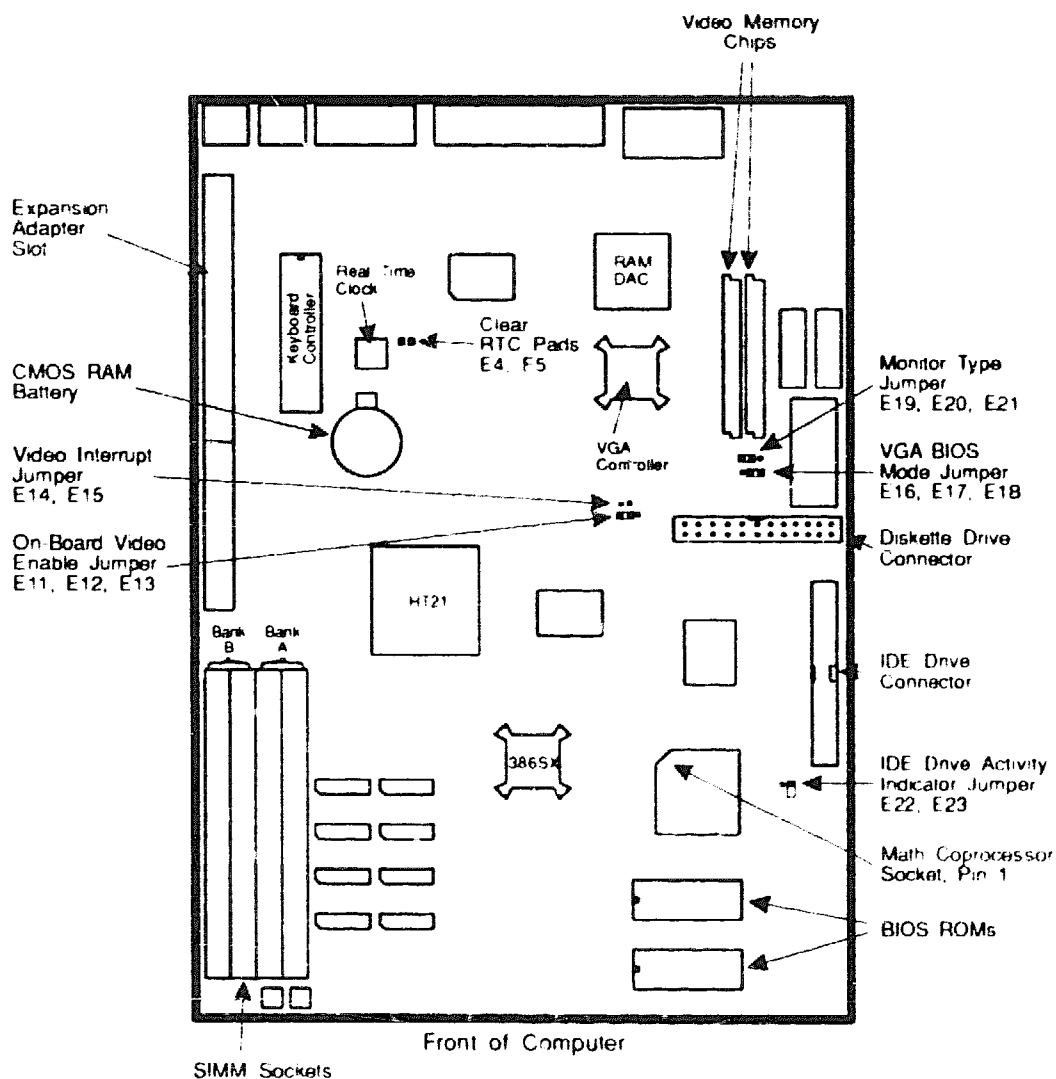 Video Memory
Chips
Expansion
Adapter
Slot
Keyboard
Controller
Real Time
Clock
RAM
DAC
Clear
RTC Pads
E4, E5
Monitor Type
Jumper
E19, E20, E21
CMOS RAM
Battery
VGA
Controller
VGA BIOS
Mode Jumper
E16, E17, E18
Video Interrupt
Jumper
E14, E15
On-Board Video
Enable Jumper
E11, E12, E13
Diskette Drive
Connector
HT21
Bank
B
Bank
A
IDE Drive
Connector
386SX
IDE Drive Activity
Indicator Jumper
E22, E23
Math Coprocessor
Socket, Pin 1
BIOS ROMs
Front of Computer
SIMM Sockets